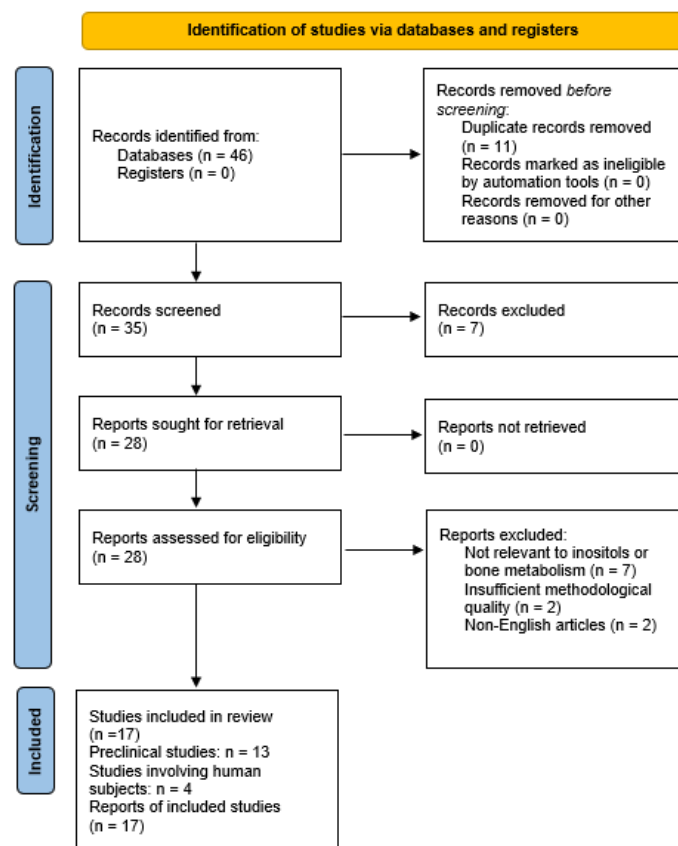 Identification of studies via databases and registers
Identification
Records identified from:
Databases (n = 46)
Registers (n = 0)
Records removed before
screening:
Duplicate records removed
(n = 11)
Records marked as ineligible
by automation tools (n = 0)
Records removed for other
reasons (n = 0)
Screening
Records screened
(n = 35)
Records excluded
(n = 7)
Reports sought for retrieval
(n = 28)
Reports not retrieved
(n = 0)
Reports assessed for eligibility
(n = 28)
Reports excluded:
Not relevant to inositols or
bone metabolism (n = 7)
Insufficient methodological
quality (n = 2)
Non-English articles (n = 2)
Included
Studies included in review
(n =17)
Preclinical studies: n = 13
Studies involving human
subjects: n = 4
Reports of included studies
(n = 17)